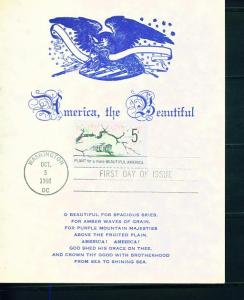 America, the Beautiful
5
PLANT for a more BEAUTIFUL AMERICA
WASHINGTON
OCT.
5
DC
FIRST DAY OF ISSUE
O BEAUTIFUL FOR SPACIOUS SKIES,
FOR AMBER WAVES OF GRAIN,
FOR PURPLE MOUNTAIN MAJESTIES
ABOVE THE FRUITED PLAIN.
AMERICA! AMERICA!
GOD SHED HIS GRACE ON THEE,
AND CROWN THY GOOD WITH BROTHERHOOD
FROM SEA TO SHINING SEA.